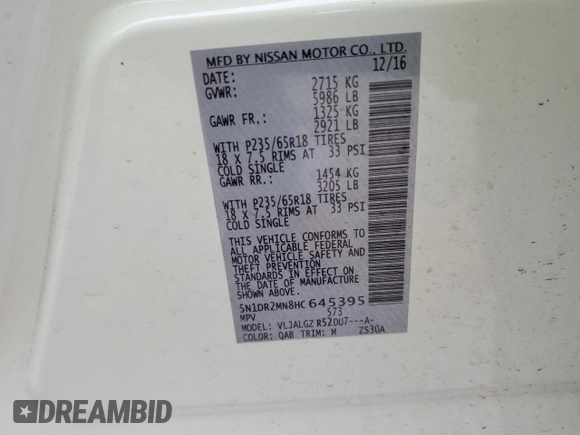 MFD BY NISSAN MOTOR CO., LTD.
DATE: 12/16
GVWR: 2715 KG
5986 LB
GAWR FR.: 1325 KG
2921 LB
WITH P235/65R18 TIRES
18 X 7.5 RIMS AT 33 PSI
COLD SINGLE
GAWR RR.: 1454 KG
3205 LB
WITH P235/65R18 TIRES
18 X 7.5 RIMS AT 33 PSI
COLD SINGLE
THIS VEHICLE CONFORMS TO
ALL APPLICABLE FEDERAL
MOTOR VEHICLE SAFETY AND
THEFT PREVENTION
STANDARDS IN EFFECT ON
THE DATE OF MANUFACTURE
SHOWN ABOVE.
5N1DR2MN8HC645395
MPV 573
MODEL: VLJALGZ R52DU7---A-
COLOR: QAB TRIM: M ZS30A
DREAMBID